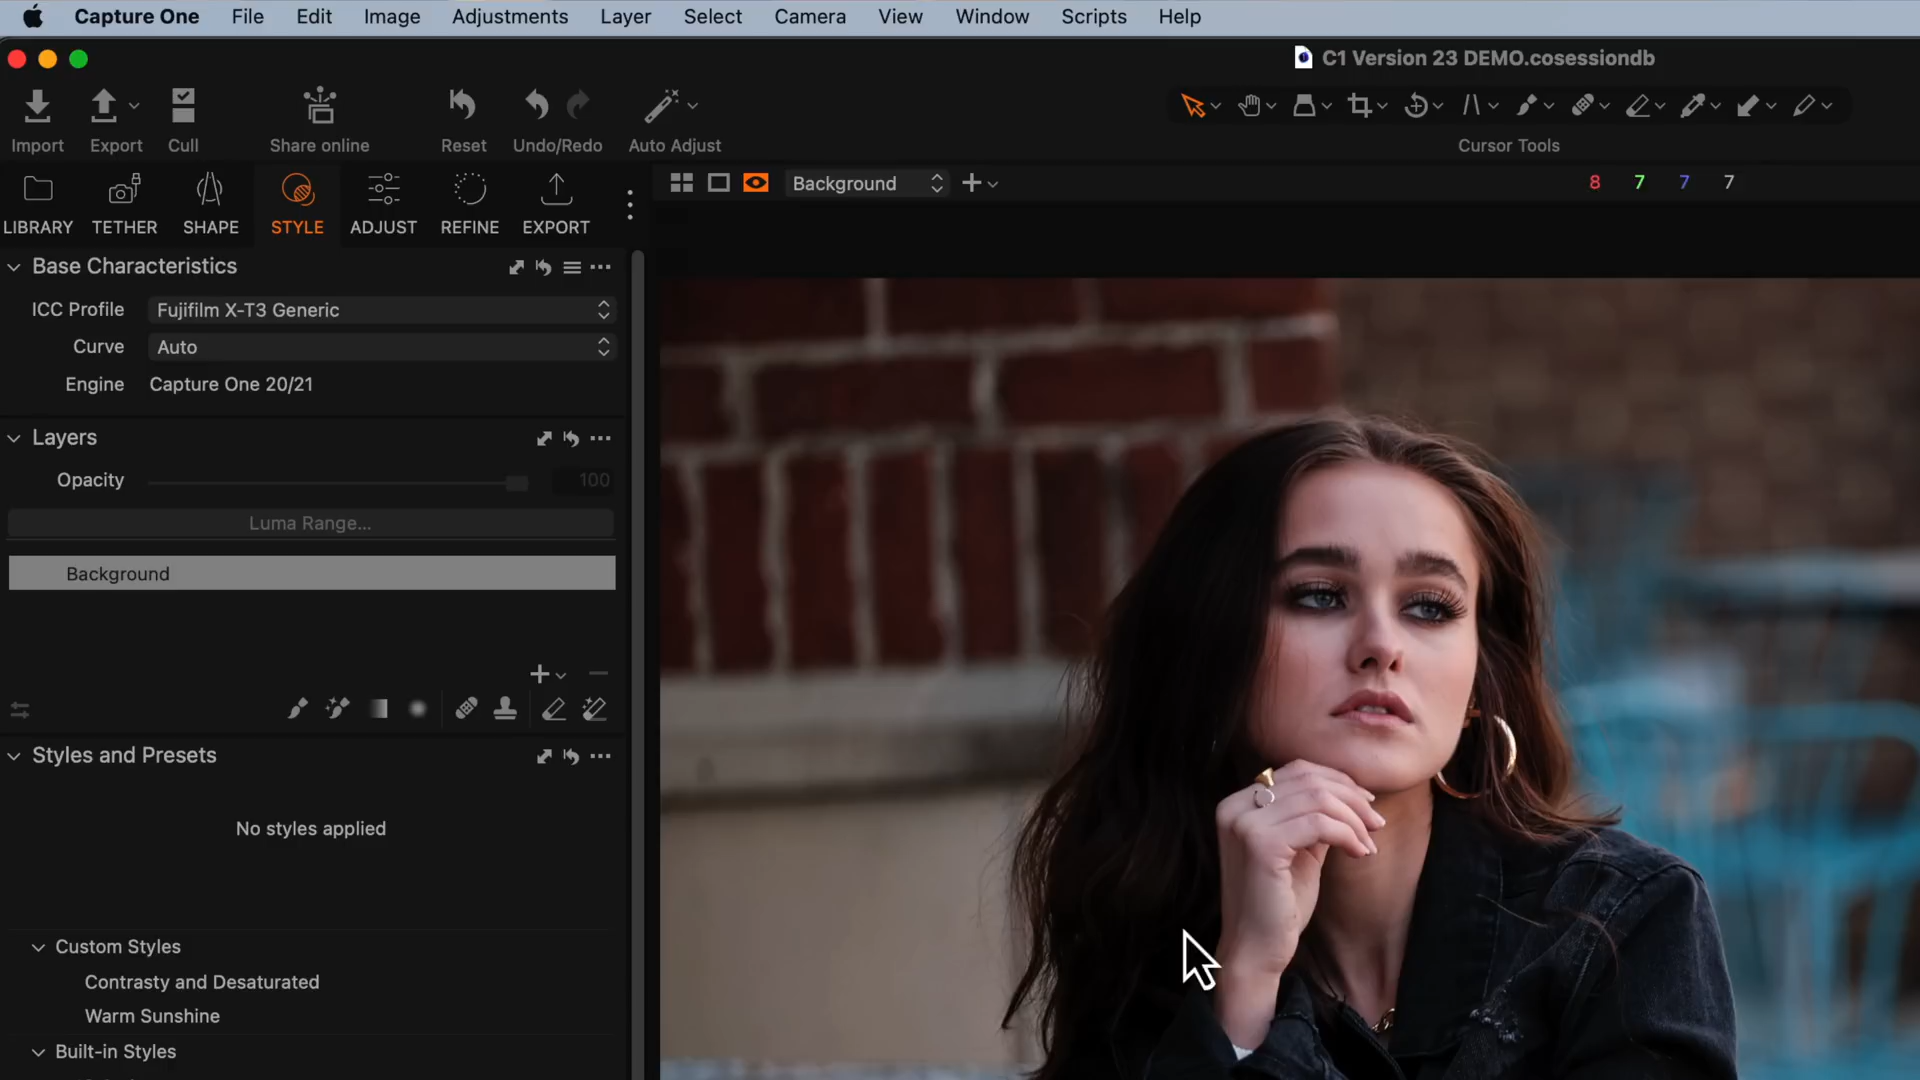 Capture One File Edit Image Adjustments Layer Select Camera View Window Scripts Help
C1 Version 23 DEMO.cosessiondb
Import Export Cull Share online Reset Undo/Redo Auto Adjust Cursor Tools
LIBRARY TETHER SHAPE STYLE ADJUST REFINE EXPORT
Background 8 7 7 7
Base Characteristics
ICC Profile Fujifilm X-T3 Generic
Curve Auto
Engine Capture One 20/21
Layers
Opacity 100
Luma Range...
Background
Styles and Presets
No styles applied
Custom Styles
Contrasty and Desaturated
Warm Sunshine
Built-in Styles